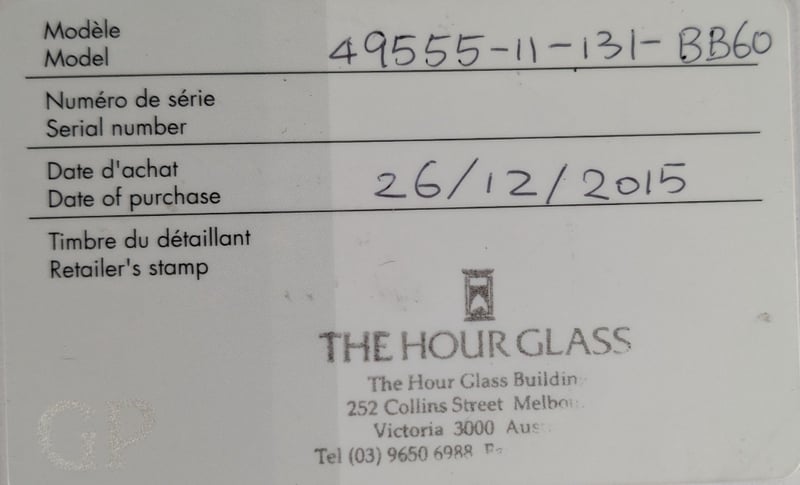 Modèle
Model 49555-11-131-BB60
Numéro de série
Serial number
Date d'achat
Date of purchase 26/12/2015
Timbre du détaillant
Retailer's stamp
THE HOUR GLASS
The Hour Glass Buildin
252 Collins Street Melbo
Victoria 3000 Aus
Tel (03) 9650 6988
GP